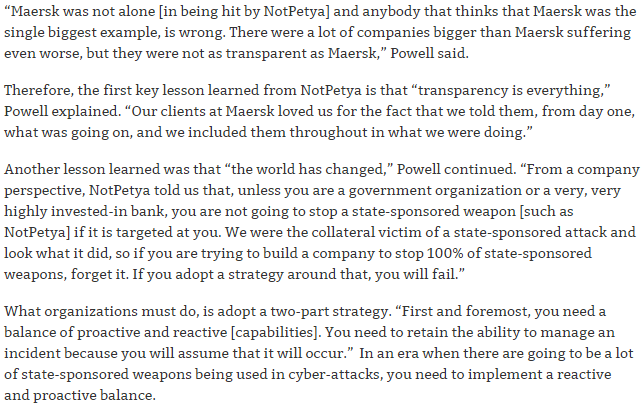 “Maersk was not alone [in being hit by NotPetya] and anybody that thinks that Maersk was the
single biggest example, is wrong. There were a lot of companies bigger than Maersk suffering
even worse, but they were not as transparent as Maersk,” Powell said.
Therefore, the first key lesson learned from NotPetya is that “transparency is everything,”
Powell explained. “Our clients at Maersk loved us for the fact that we told them, from day one,
what was going on, and we included them throughout in what we were doing.”
Another lesson learned was that “the world has changed,” Powell continued. “From a company
perspective, NotPetya told us that, unless you are a government organization or a very, very
highly invested-in bank, you are not going to stop a state-sponsored weapon [such as
NotPetya] if it is targeted at you. We were the collateral victim of a state-sponsored attack and
look what it did, so if you are trying to build a company to stop 100% of state-sponsored
weapons, forget it. If you adopt a strategy around that, you will fail.”
What organizations must do, is adopt a two-part strategy. “First and foremost, you need a
balance of proactive and reactive [capabilities]. You need to retain the ability to manage an
incident because you will assume that it will occur.” In an era when there are going to be a lot
of state-sponsored weapons being used in cyber-attacks, you need to implement a reactive
and proactive balance.